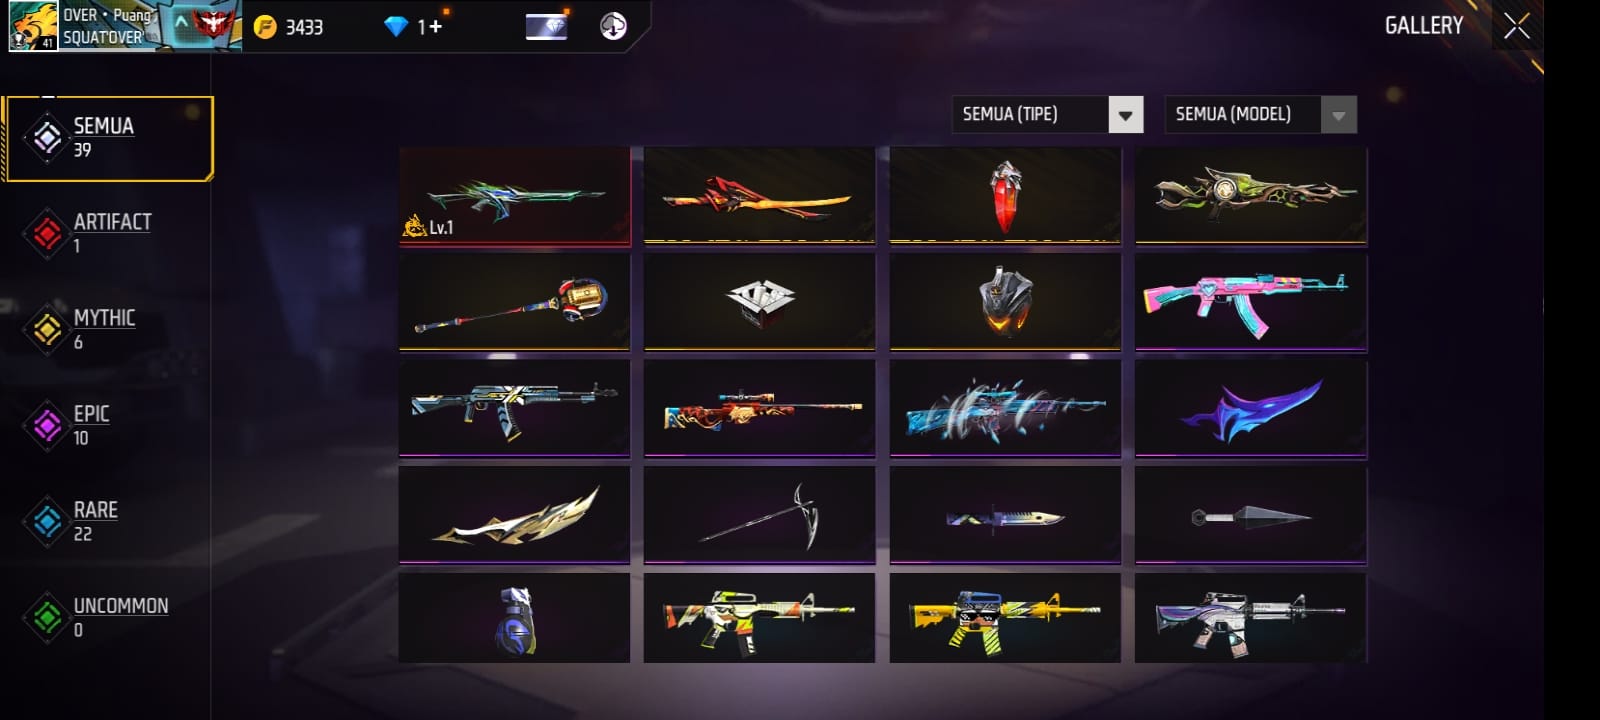 OVER • Puang
SQUATOVER
41
3433
1+
GALLERY
SEMUA
39
ARTIFACT
1
MYTHIC
6
EPIC
10
RARE
22
UNCOMMON
0
SEMUA (TIPE)
SEMUA (MODEL)
Lv.1